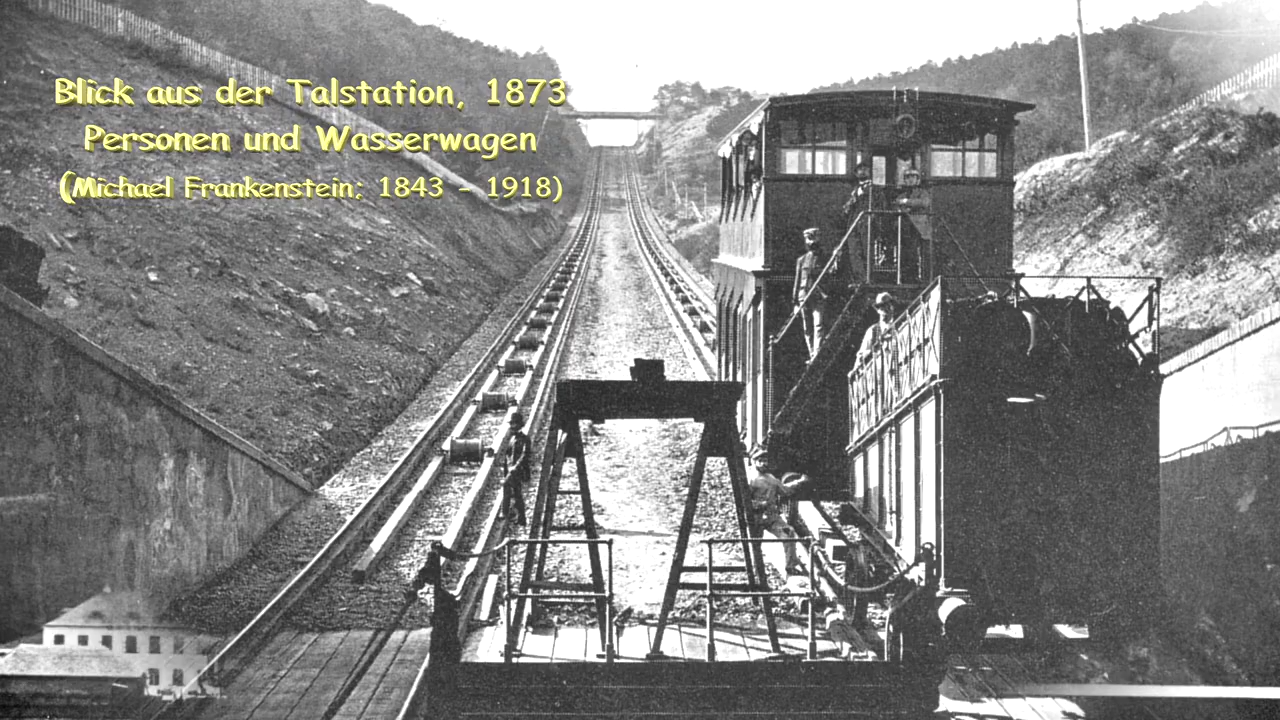 Blick aus der Talstation, 1873
Personen und Wasserwagen
(Michael Frankenstein; 1843 - 1918)